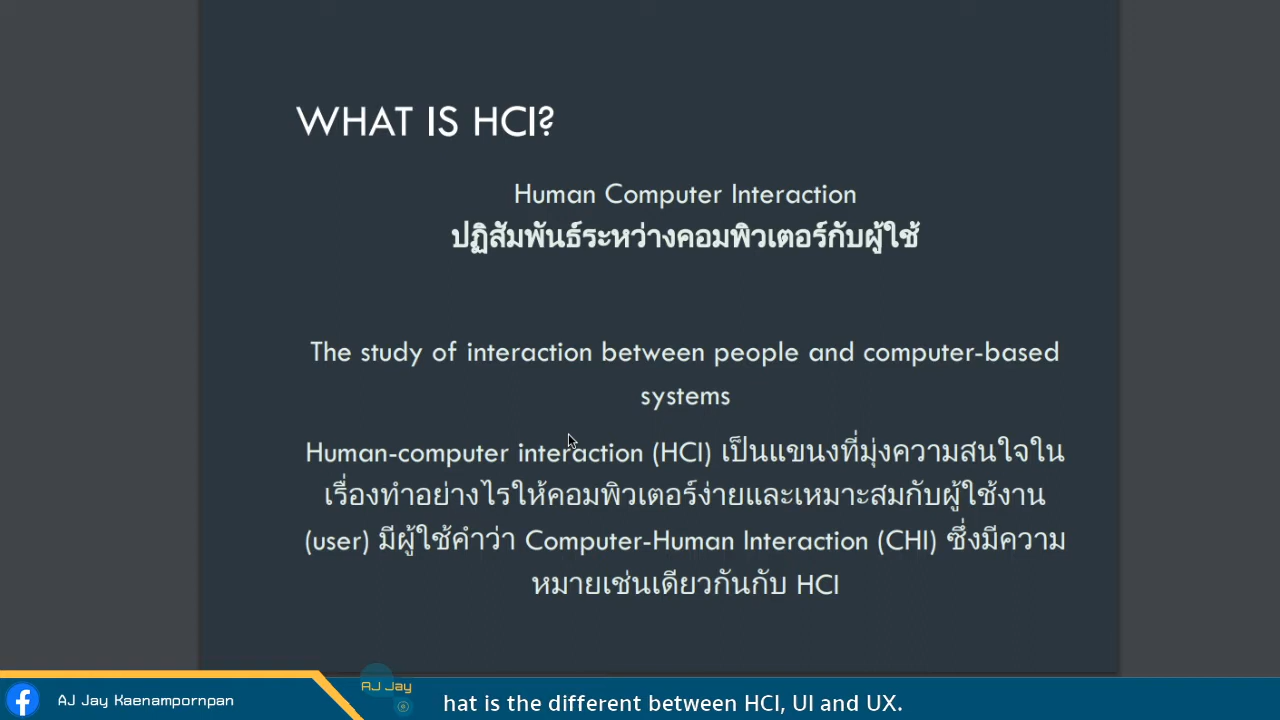 WHAT IS HCI?
Human Computer Interaction
ปฏิสัมพันธ์ระหว่างคอมพิวเตอร์กับผู้ใช้
The study of interaction between people and computer-based
systems
Human-computer interaction (HCI) เป็นแขนงที่มุ่งความสนใจใน
เรื่องทำอย่างไรให้คอมพิวเตอร์ง่ายและเหมาะสมกับผู้ใช้งาน
(user) มีผู้ใช้คำว่า Computer-Human Interaction (CHI) ซึ่งมีความ
หมายเช่นเดียวกันกับ HCI
AJ Jay Kaenampornpan
AJ Jay
hat is the different between HCI, UI and UX.